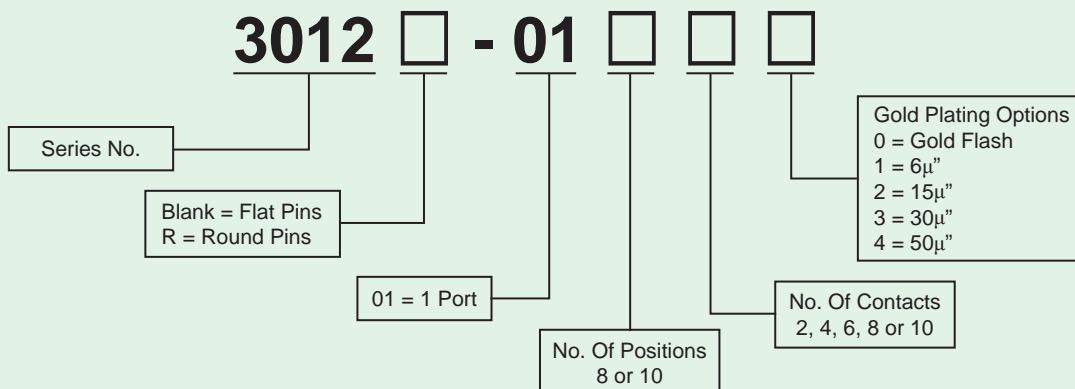 3012 □ - 01 □ □ □
Series No.
Blank = Flat Pins
R = Round Pins
01 = 1 Port
No. Of Positions
8 or 10
No. Of Contacts
2, 4, 6, 8 or 10
Gold Plating Options
0 = Gold Flash
1 = 6μ”
2 = 15μ”
3 = 30μ”
4 = 50μ”